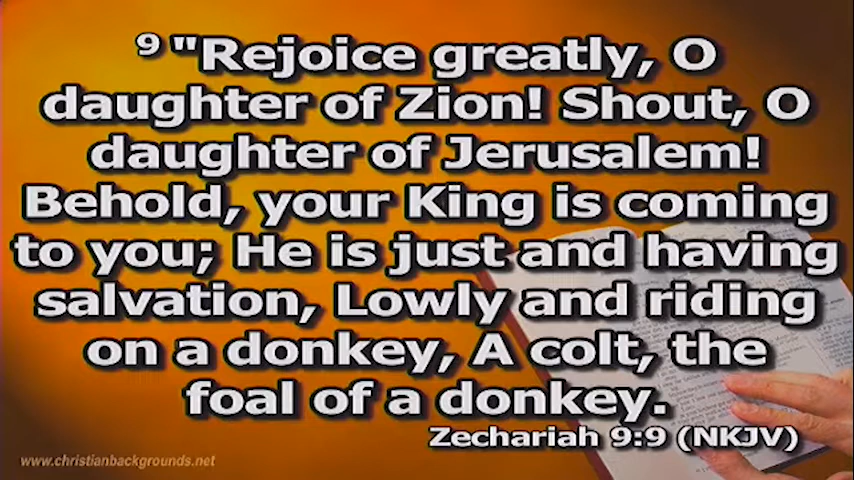 9 "Rejoice greatly, O
daughter of Zion! Shout, O
daughter of Jerusalem!
Behold, your King is coming
to you; He is just and having
salvation, Lowly and riding
on a donkey, A colt, the
foal of a donkey.
Zechariah 9:9 (NKJV)
www.christianbackgrounds.net